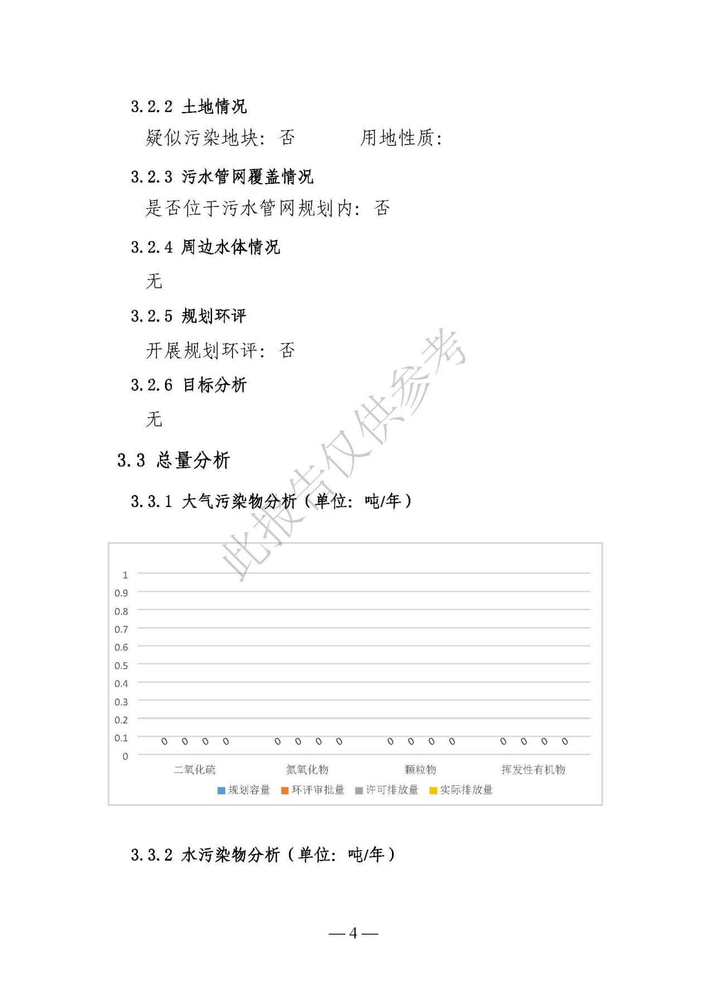 3.2.2 土地情况
疑似污染地块：否 用地性质：
3.2.3 污水管网覆盖情况
是否位于污水管网规划内：否
3.2.4 周边水体情况
无
3.2.5 规划环评
开展规划环评：否
3.2.6 目标分析
无
3.3 总量分析
3.3.1 大气污染物分析（单位：吨/年）
此报告仅供参考
1
0.9
0.8
0.7
0.6
0.5
0.4
0.3
0.2
0.1
0
0 0 0 0 0 0 0 0 0 0 0 0 0 0 0 0
二氧化硫 氮氧化物 颗粒物 挥发性有机物
规划容量 环评审批量 许可排放量 实际排放量
3.3.2 水污染物分析（单位：吨/年）
— 4 —